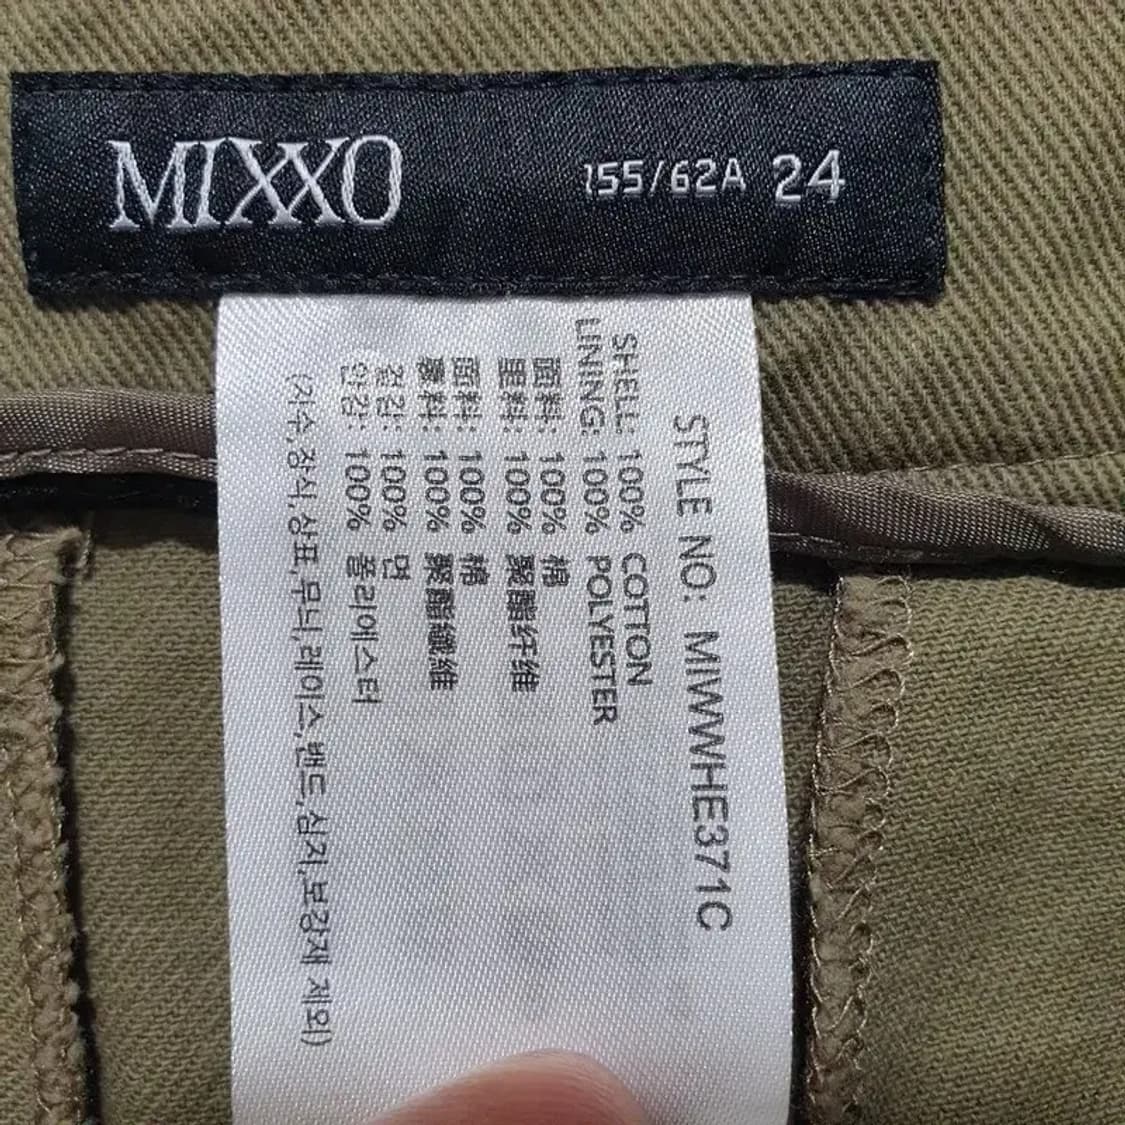 MIXXO 155/62A 24
STYLE NO: MIWWHE371C
SHELL: 100% COTTON
LINING: 100% POLYESTER
面料: 100% 棉
里料: 100% 聚酯纤维
面料: 100% 棉
裏料: 100% 聚酯纖維
겉감: 100% 면
안감: 100% 폴리에스터
(자수,장식,상표,무늬,레이스,밴드,심지,보강재 제외)